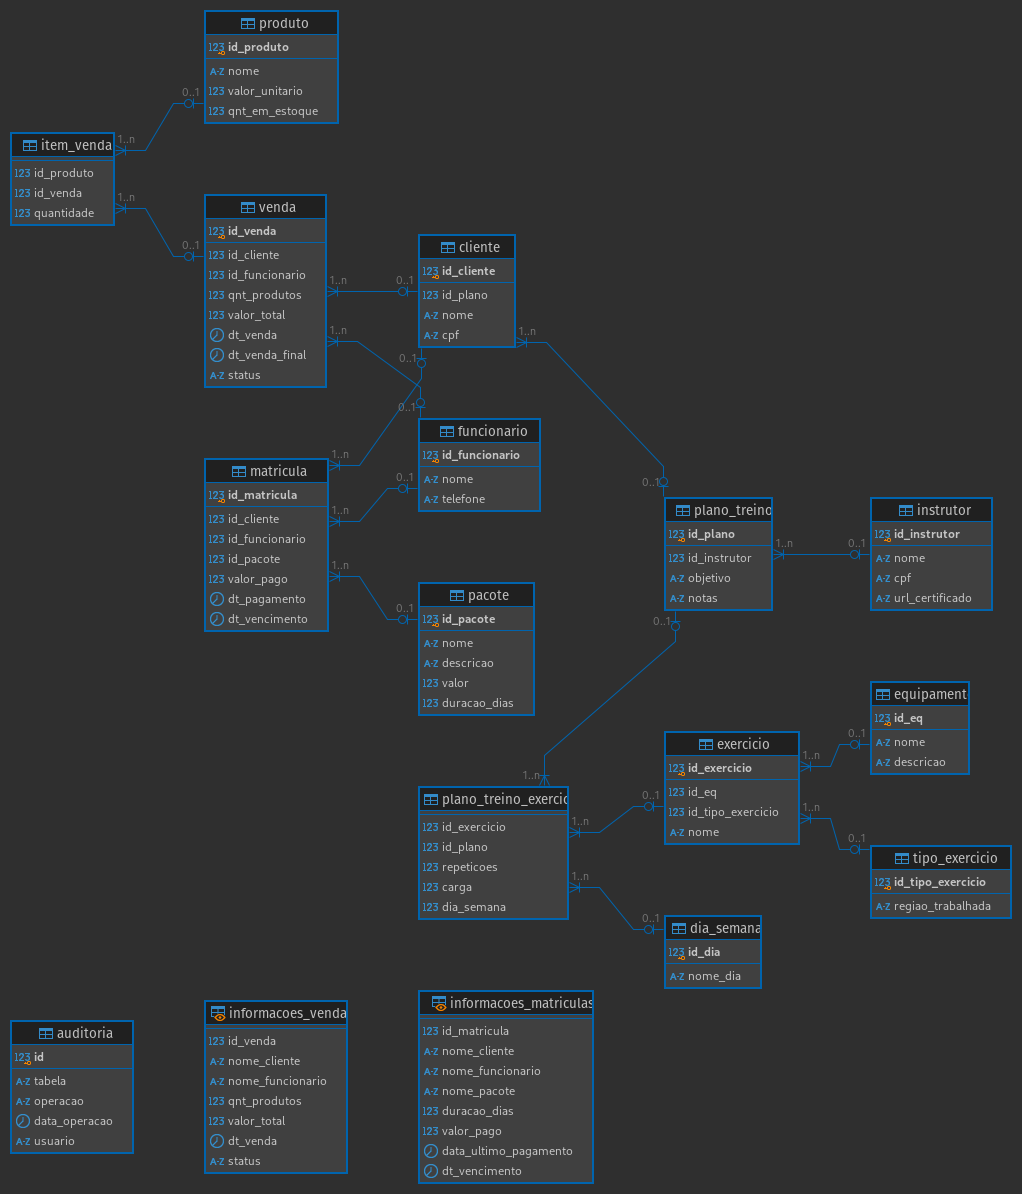 produto
123 id_produto
A-Z nome
123 valor_unitario
123 qnt_em_estoque
0..1
1..n
item_venda
123 id_produto
123 id_venda
123 quantidade
1..n
0..1
venda
123 id_venda
123 id_cliente
123 id_funcionario
123 qnt_produtos
123 valor_total
dt_venda
dt_venda_final
A-Z status
1..n
0..1
1..n
cliente
123 id_cliente
123 id_plano
A-Z nome
A-Z cpf
1..n
0..1
0..1
funcionario
123 id_funcionario
A-Z nome
A-Z telefone
1..n
0..1
1..n
1..n
0..1
matricula
123 id_matricula
123 id_cliente
123 id_funcionario
123 id_pacote
123 valor_pago
dt_pagamento
dt_vencimento
pacote
123 id_pacote
A-Z nome
A-Z descricao
123 valor
123 duracao_dias
0..1
plano_treino
123 id_plano
123 id_instrutor
A-Z objetivo
A-Z notas
1..n
0..1
0..1
instrutor
123 id_instrutor
A-Z nome
A-Z cpf
A-Z url_certificado
equipament
123 id_eq
A-Z nome
A-Z descricao
exercicio
123 id_exercicio
123 id_eq
123 id_tipo_exercicio
A-Z nome
1..n
0..1
1..n
0..1
tipo_exercicio
123 id_tipo_exercicio
A-Z regiao_trabalhada
1..n
plano_treino_exercic
123 id_exercicio
123 id_plano
123 repeticoes
123 carga
123 dia_semana
1..n
0..1
1..n
0..1
dia_semana
123 id_dia
A-Z nome_dia
auditoria
123 id
A-Z tabela
A-Z operacao
data_operacao
A-Z usuario
informacoes_venda
123 id_venda
A-Z nome_cliente
A-Z nome_funcionario
123 qnt_produtos
123 valor_total
dt_venda
A-Z status
informacoes_matriculas
123 id_matricula
A-Z nome_cliente
A-Z nome_funcionario
A-Z nome_pacote
123 duracao_dias
123 valor_pago
data_ultimo_pagamento
dt_vencimento